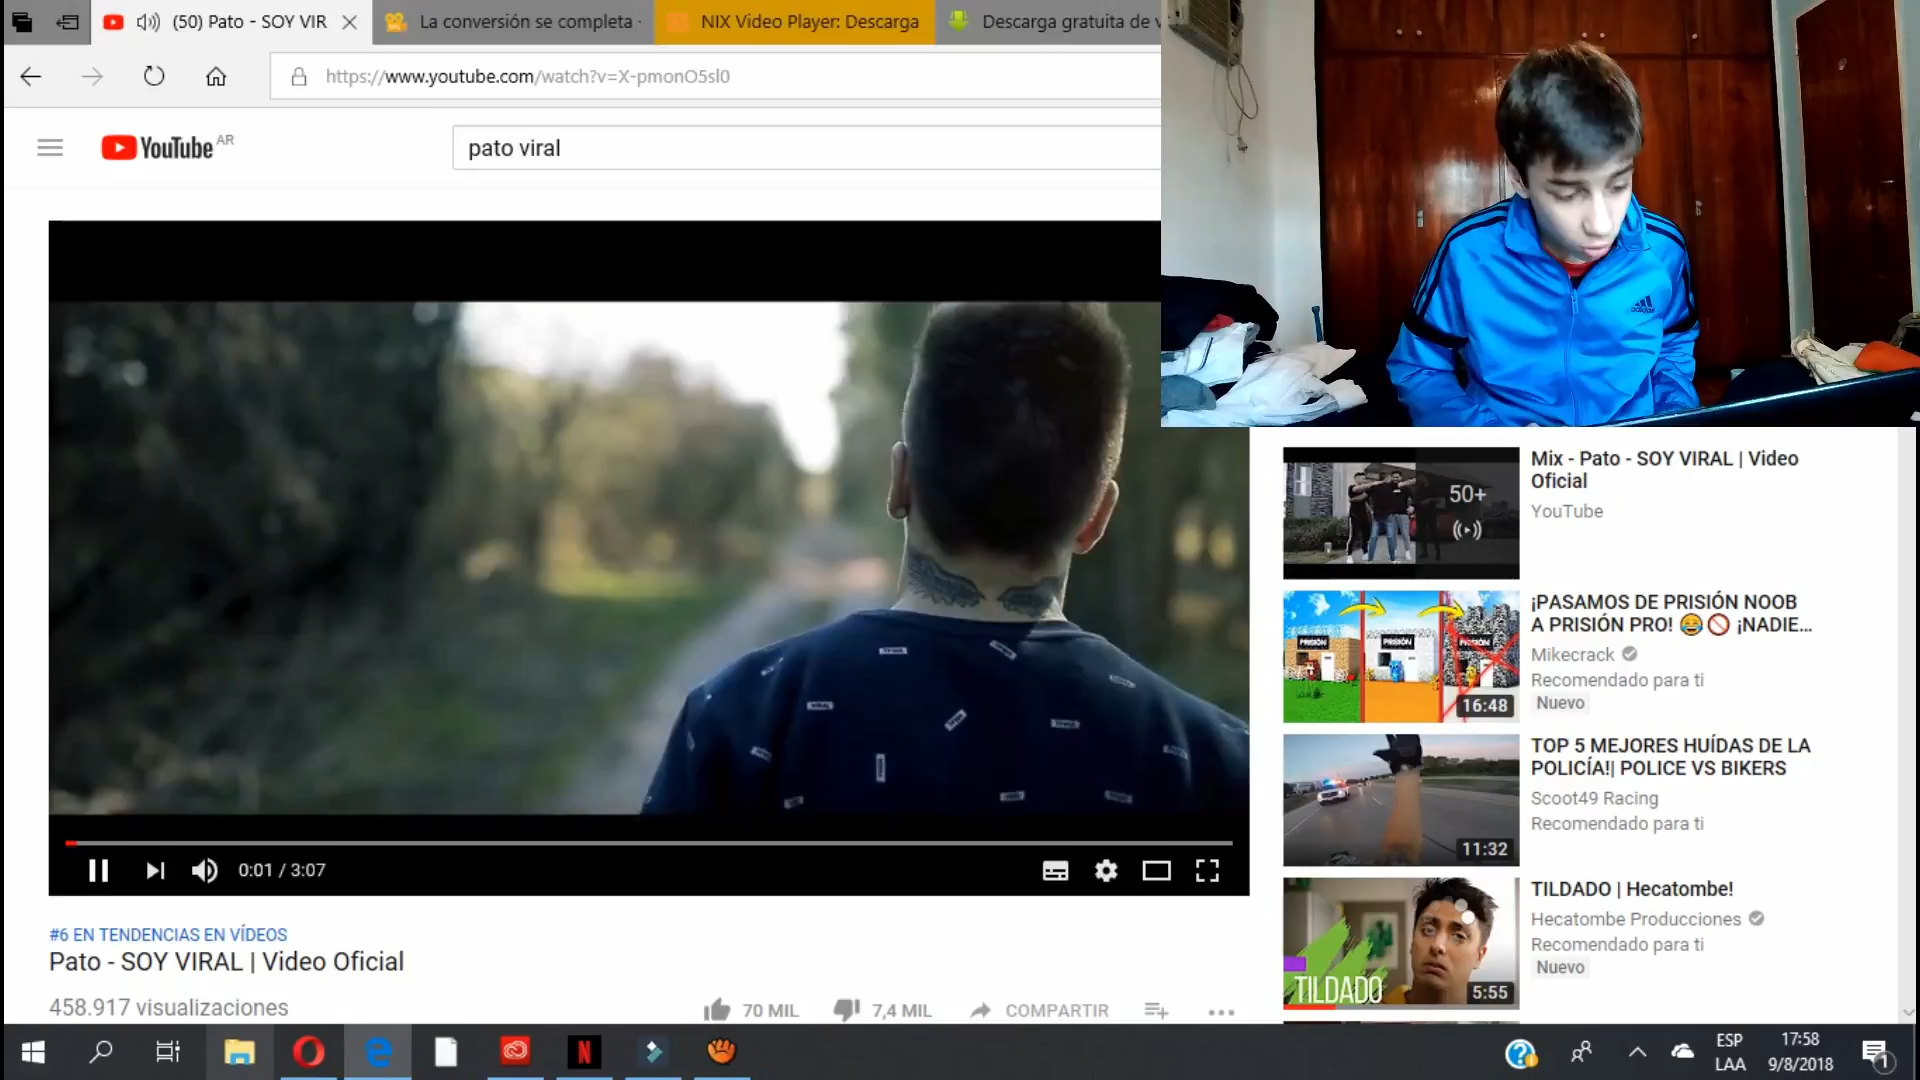 (50) Pato - SOY VIR
La conversión se completa
NIX Video Player: Descarga
Descarga gratuita de v
https://www.youtube.com/watch?v=X-pmonO5sl0
YouTube AR
pato viral
adidas
0:01 / 3:07
#6 EN TENDENCIAS EN VÍDEOS
Pato - SOY VIRAL | Video Oficial
458.917 visualizaciones
70 MIL
7,4 MIL
COMPARTIR
50+
Mix - Pato - SOY VIRAL | Video
Oficial
YouTube
PRISIÓN
PRISIÓN
PRISIÓN
16:48
¡PASAMOS DE PRISIÓN NOOB
A PRISIÓN PRO! 😂🚫 ¡NADIE...
Mikecrack
Recomendado para ti
Nuevo
11:32
TOP 5 MEJORES HUÍDAS DE LA
POLICÍA!| POLICE VS BIKERS
Scoot49 Racing
Recomendado para ti
TILDADO
5:55
TILDADO | Hecatombe!
Hecatombe Producciones
Recomendado para ti
Nuevo
ESP
LAA
17:58
9/8/2018
1